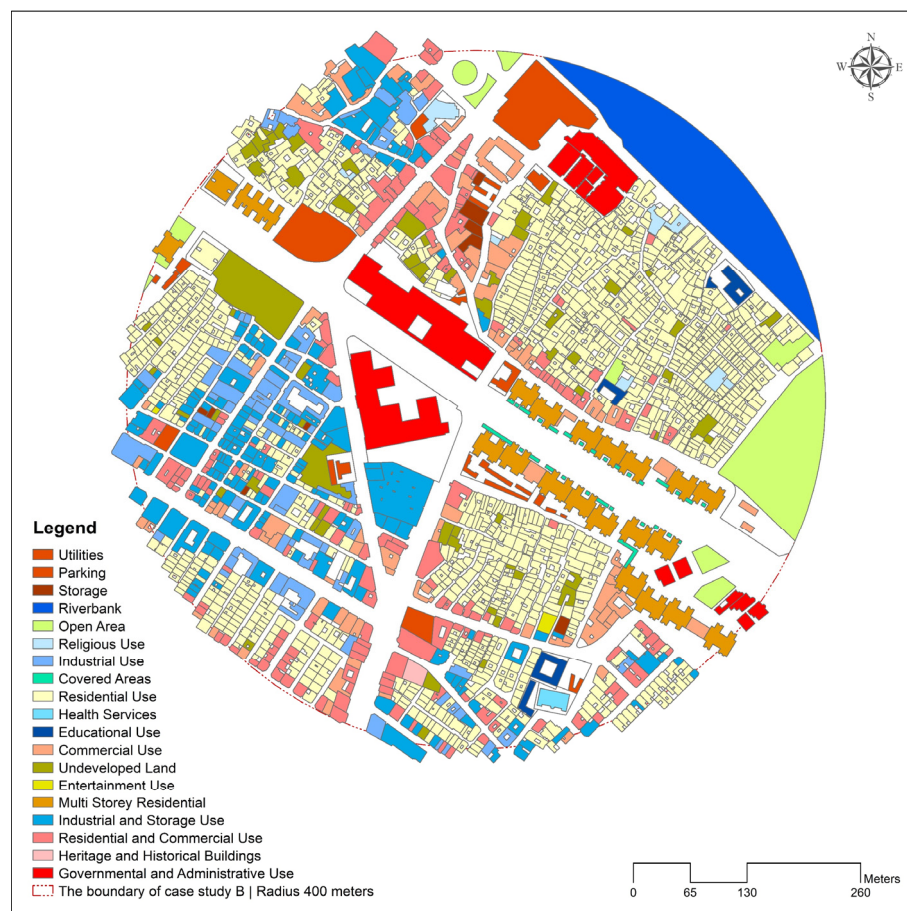 N
W E
S
Legend
Utilities
Parking
Storage
Riverbank
Open Area
Religious Use
Industrial Use
Covered Areas
Residential Use
Health Services
Educational Use
Commercial Use
Undeveloped Land
Entertainment Use
Multi Storey Residential
Industrial and Storage Use
Residential and Commercial Use
Heritage and Historical Buildings
Governmental and Administrative Use
The boundary of case study B | Radius 400 meters
Meters
0 65 130 260